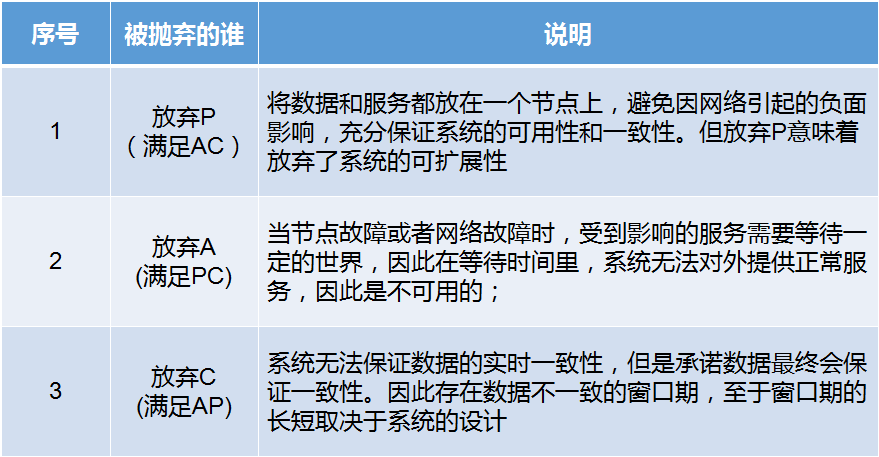 序号
被抛弃的谁
说明
1
放弃P
（满足AC）
将数据和服务都放在一个节点上，避免因网络引起的负面
影响，充分保证系统的可用性和一致性。但放弃P意味着
放弃了系统的可扩展性
2
放弃A
(满足PC)
当节点故障或者网络故障时，受到影响的服务需要等待一
定的世界，因此在等待时间里，系统无法对外提供正常服
务，因此是不可用的；
3
放弃C
(满足AP)
系统无法保证数据的实时一致性，但是承诺数据最终会保
证一致性。因此存在数据不一致的窗口期，至于窗口期的
长短取决于系统的设计